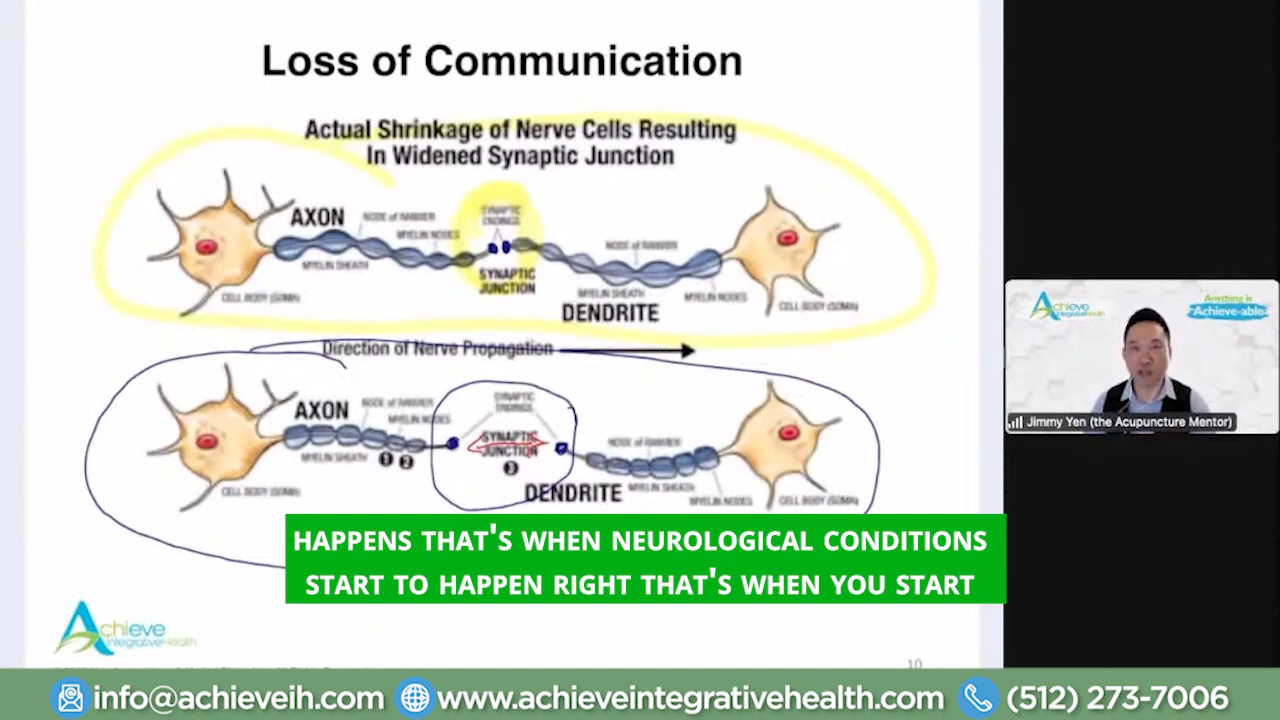 Loss of Communication
Actual Shrinkage of Nerve Cells Resulting
In Widened Synaptic Junction
AXON
NODE of RANVIER
MYELIN NODES
SYNAPTIC
ENDINGS
NODE of RANVIER
MYELIN SHEATH
SYNAPTIC
JUNCTION
CELL BODY (SOMA)
MYELIN SHEATH
MYELIN NODES
DENDRITE
CELL BODY (SOMA)
Direction of Nerve Propagation
AXON
NODE of RANVIER
MYELIN NODES
SYNAPTIC
ENDINGS
SYNAPTIC
JUNCTION
NODE of RANVIER
MYELIN SHEATH
1 2
3
CELL BODY (SOMA)
DENDRITE
MYELIN SHEATH
MYELIN NODES
CELL BODY (SOMA)
HAPPENS THAT'S WHEN NEUROLOGICAL CONDITIONS
START TO HAPPEN RIGHT THAT'S WHEN YOU START
Achieve
IntegrativeHealth
10
Achieve
IntegrativeHealth
Anything is
Achieve-able
Jimmy Yen (the Acupuncture Mentor)
info@achieveih.com
www.achieveintegrativehealth.com
(512) 273-7006